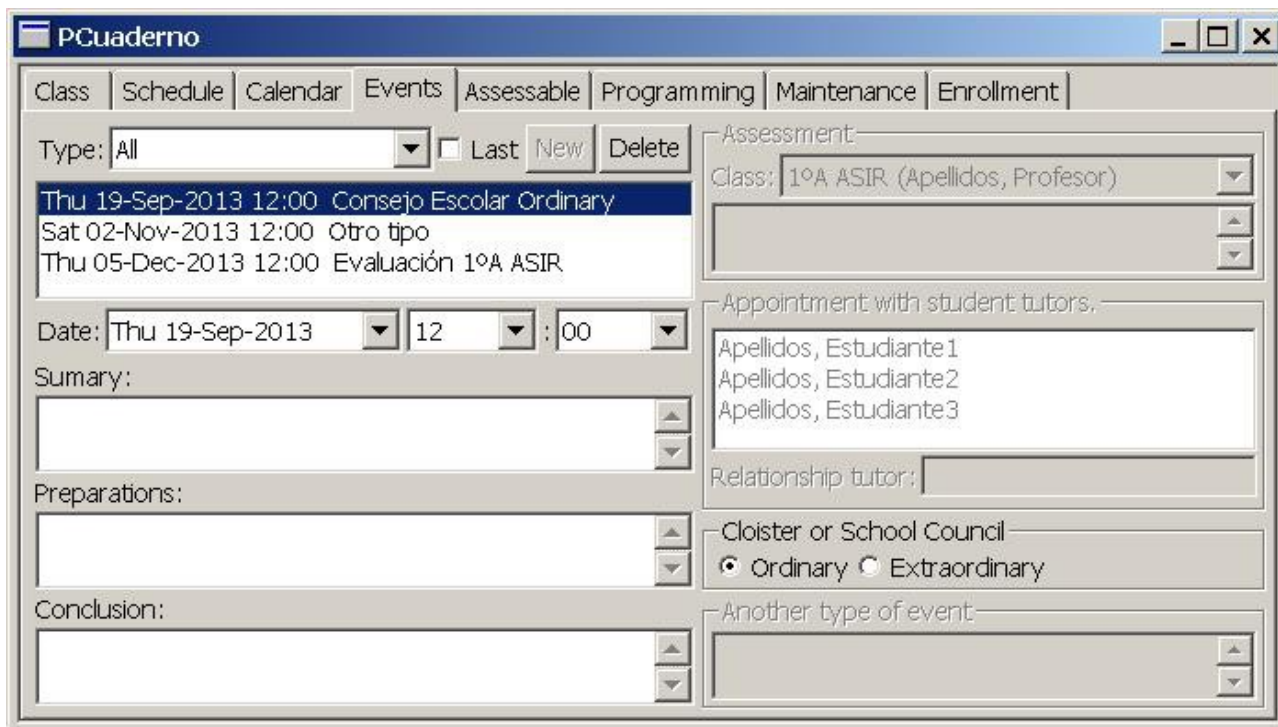 PCuaderno
Class Schedule Calendar Events Assessable Programming Maintenance Enrollment
Type: All Last New Delete
Thu 19-Sep-2013 12:00 Consejo Escolar Ordinary
Sat 02-Nov-2013 12:00 Otro tipo
Thu 05-Dec-2013 12:00 Evaluación 1ºA ASIR
Date: Thu 19-Sep-2013 12 : 00
Sumary:
Preparations:
Conclusion:
Assessment
Class: 1ºA ASIR (Apellidos, Profesor)
Appointment with student tutors.
Apellidos, Estudiante1
Apellidos, Estudiante2
Apellidos, Estudiante3
Relationship tutor:
Cloister or School Council
Ordinary Extraordinary
Another type of event